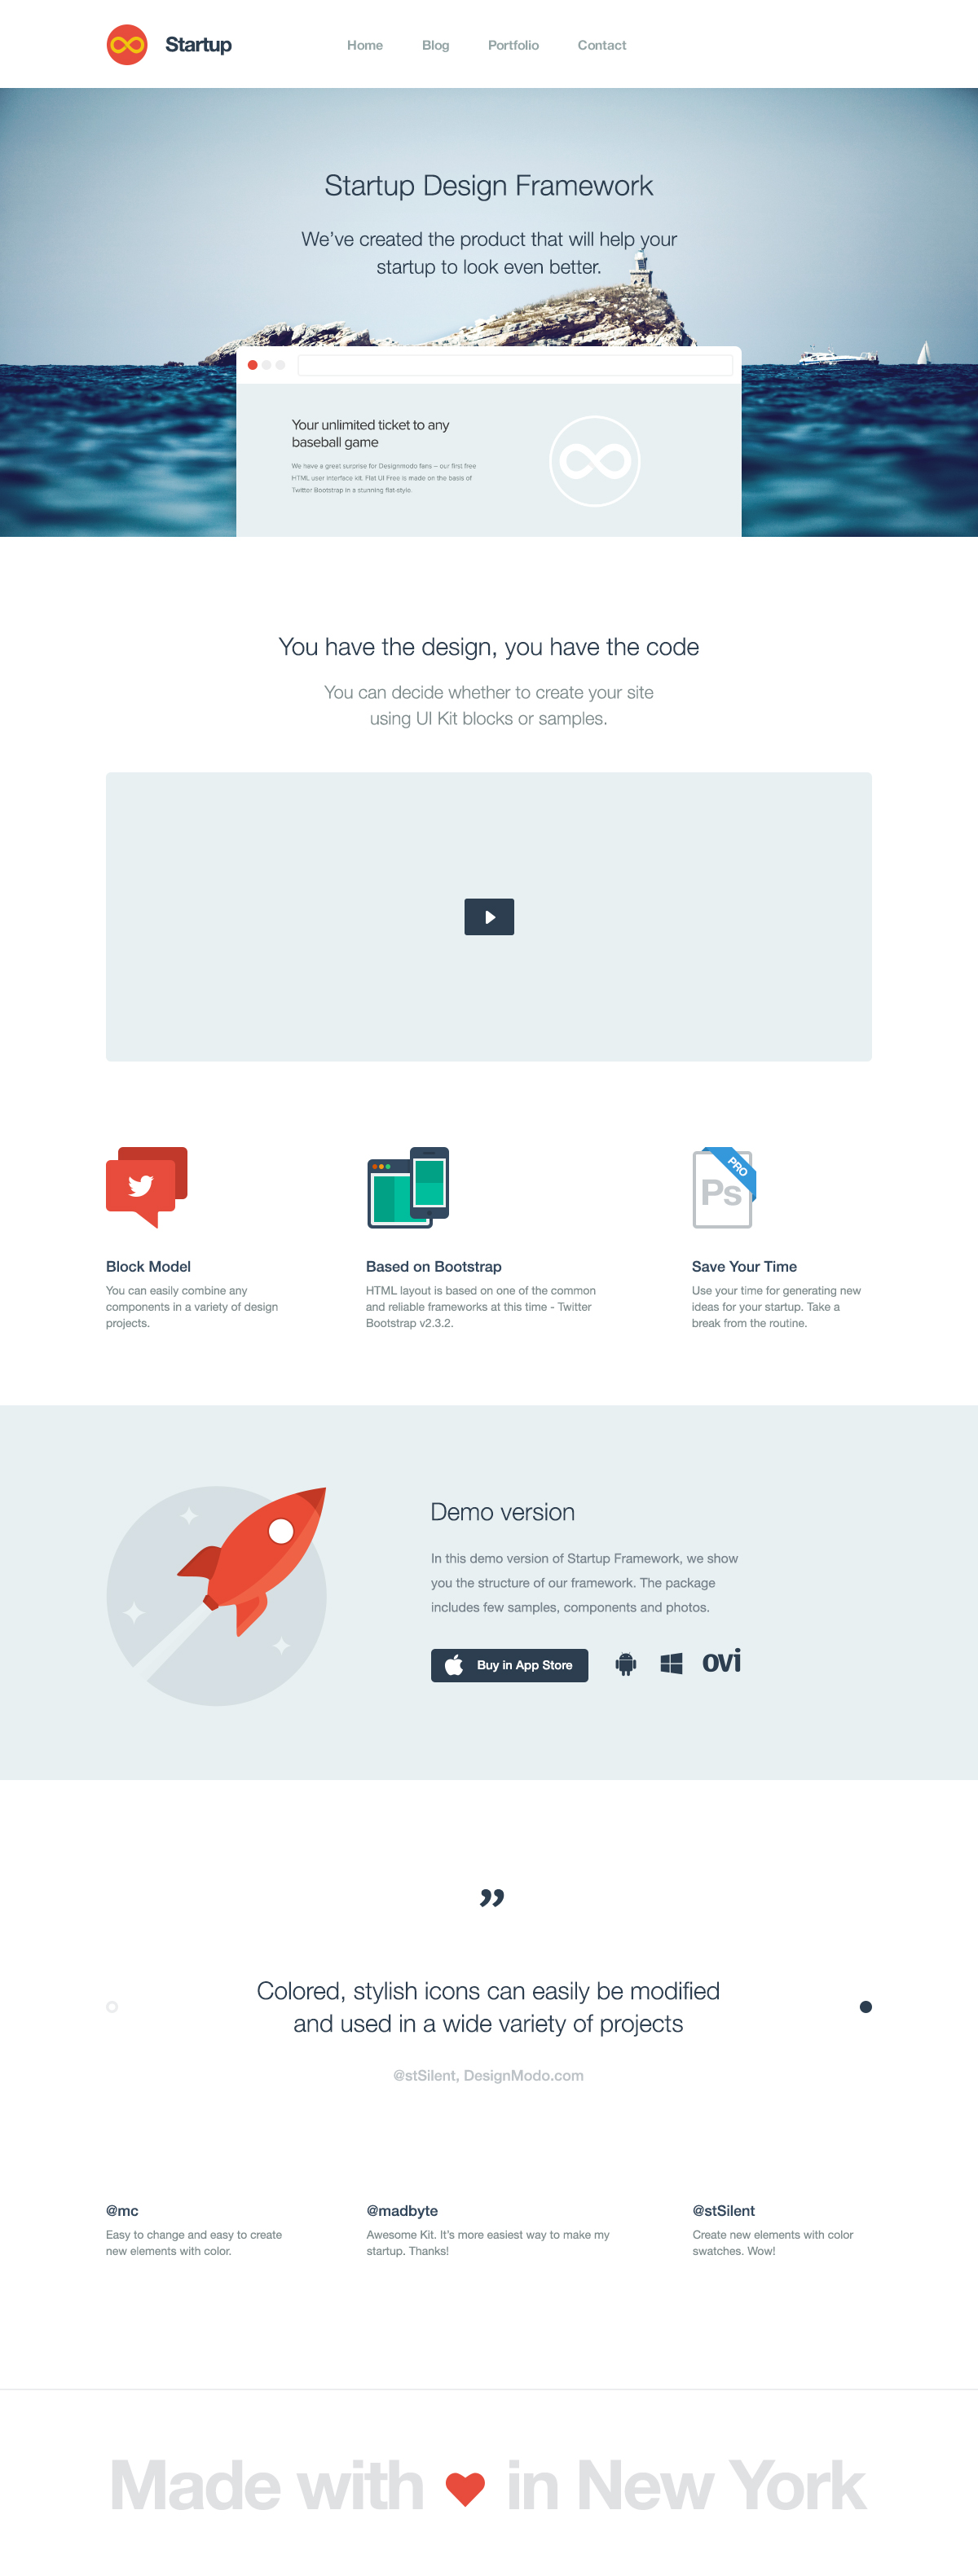 Startup
Home Blog Portfolio Contact
Startup Design Framework
We’ve created the product that will help your
startup to look even better.
Your unlimited ticket to any
baseball game
We have a great surprise for Designmodo fans – our first free
HTML user interface kit. Flat UI Free is made on the basis of
Twitter Bootstrap in a stunning flat-style.
You have the design, you have the code
You can decide whether to create your site
using UI Kit blocks or samples.
PRO
Ps
Block Model
You can easily combine any
components in a variety of design
projects.
Based on Bootstrap
HTML layout is based on one of the common
and reliable frameworks at this time - Twitter
Bootstrap v2.3.2.
Save Your Time
Use your time for generating new
ideas for your startup. Take a
break from the routine.
Demo version
In this demo version of Startup Framework, we show
you the structure of our framework. The package
includes few samples, components and photos.
Buy in App Store
ovi
”
Colored, stylish icons can easily be modified
and used in a wide variety of projects
@stSilent, DesignModo.com
@mc
Easy to change and easy to create
new elements with color.
@madbyte
Awesome Kit. It’s more easiest way to make my
startup. Thanks!
@stSilent
Create new elements with color
swatches. Wow!
Made with in New York